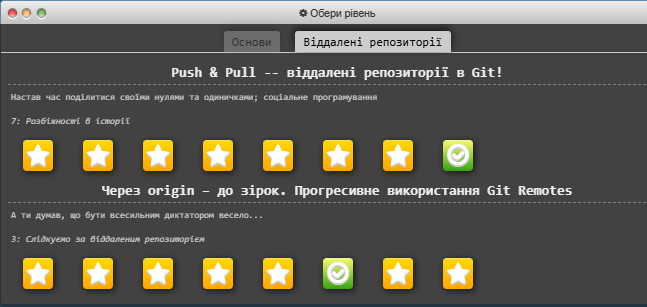 Обери рівень
Основи
Віддалені репозиторії
Push & Pull -- віддалені репозиторії в Git!
Настав час поділитися своїми нулями та одиничками; соціальне програмування
7: Розбіжності в історії
Через origin – до зірок. Прогресивне використання Git Remotes
А ти думав, що бути всесильним диктатором весело...
3: Слідкуємо за віддаленим репозиторієм